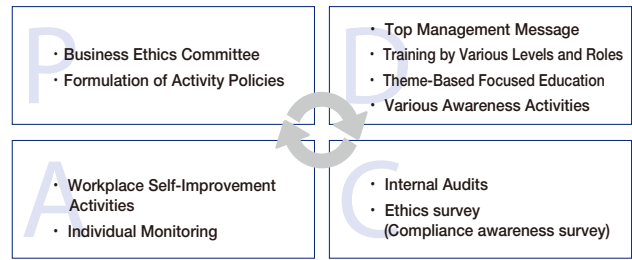 P
・ Business Ethics Committee
・ Formulation of Activity Policies
D
・ Top Management Message
・ Training by Various Levels and Roles
・ Theme-Based Focused Education
・ Various Awareness Activities
A
・ Workplace Self-Improvement
Activities
・ Individual Monitoring
C
・ Internal Audits
・ Ethics survey
(Compliance awareness survey)